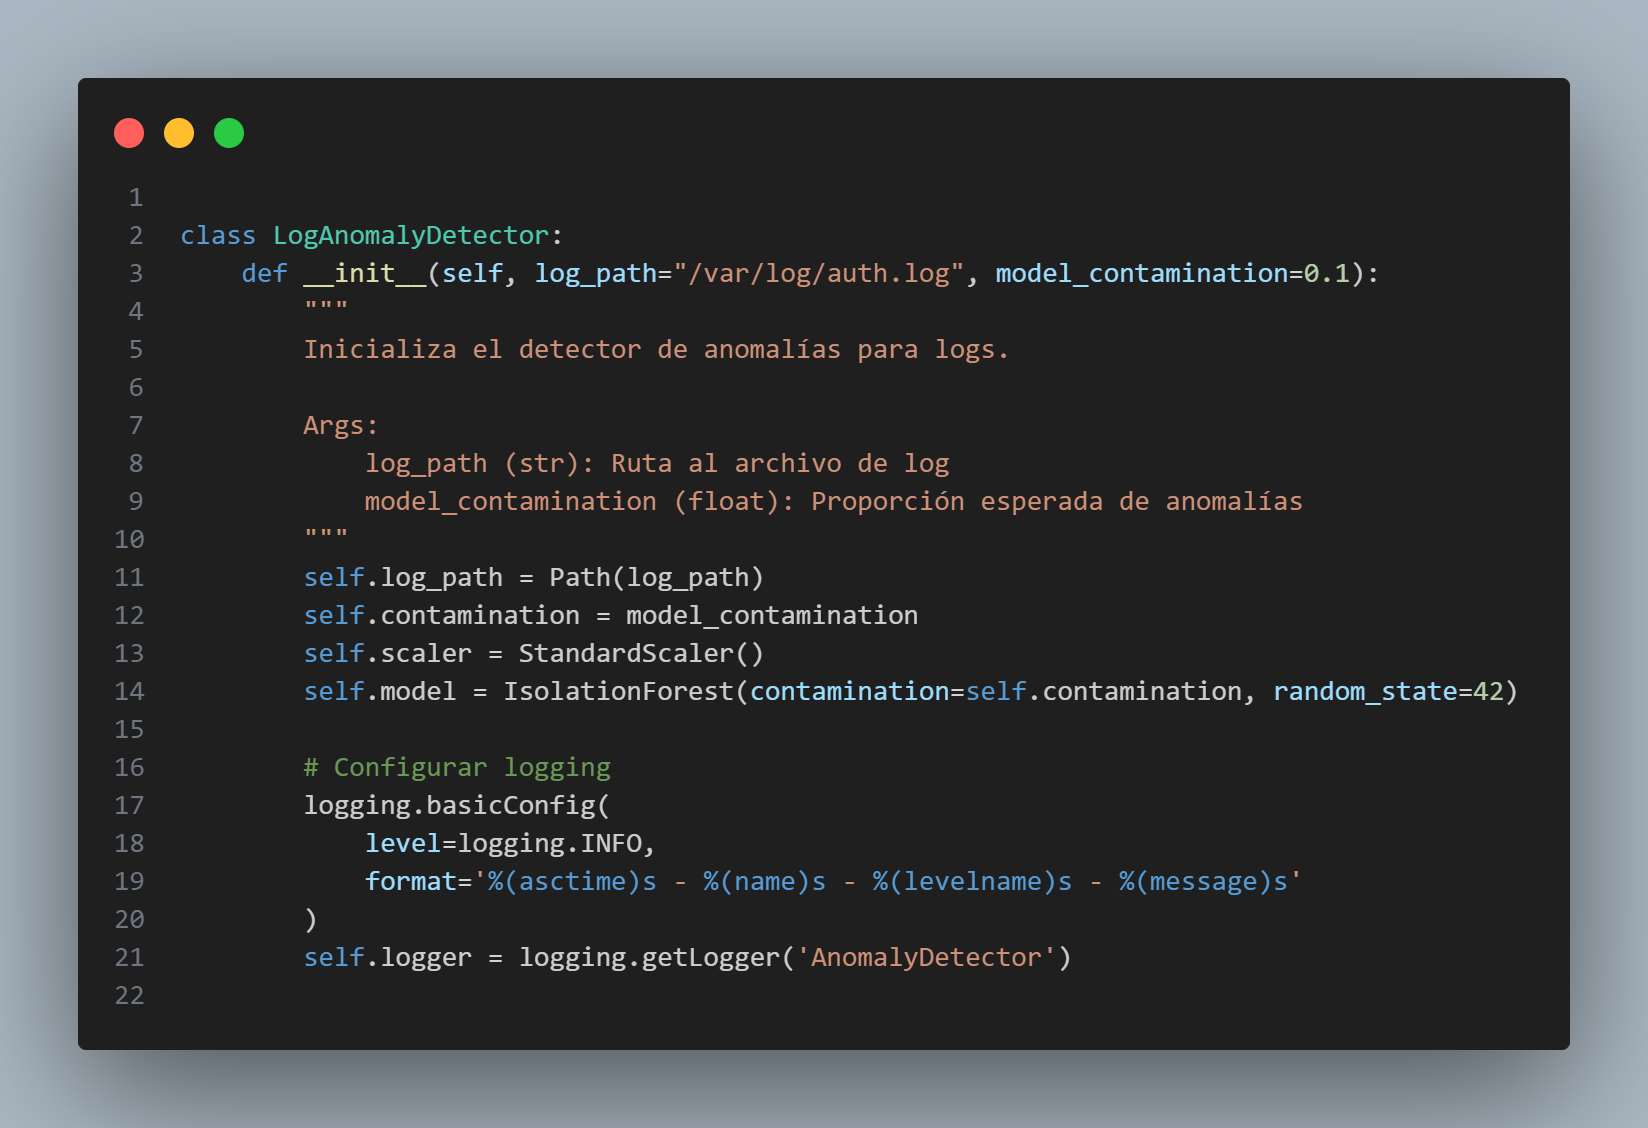 1
2 class LogAnomalyDetector:
3     def __init__(self, log_path="/var/log/auth.log", model_contamination=0.1):
4         """
5         Inicializa el detector de anomalías para logs.
6
7         Args:
8             log_path (str): Ruta al archivo de log
9             model_contamination (float): Proporción esperada de anomalías
10         """
11         self.log_path = Path(log_path)
12         self.contamination = model_contamination
13         self.scaler = StandardScaler()
14         self.model = IsolationForest(contamination=self.contamination, random_state=42)
15
16         # Configurar logging
17         logging.basicConfig(
18             level=logging.INFO,
19             format='%(asctime)s - %(name)s - %(levelname)s - %(message)s'
20         )
21         self.logger = logging.getLogger('AnomalyDetector')
22